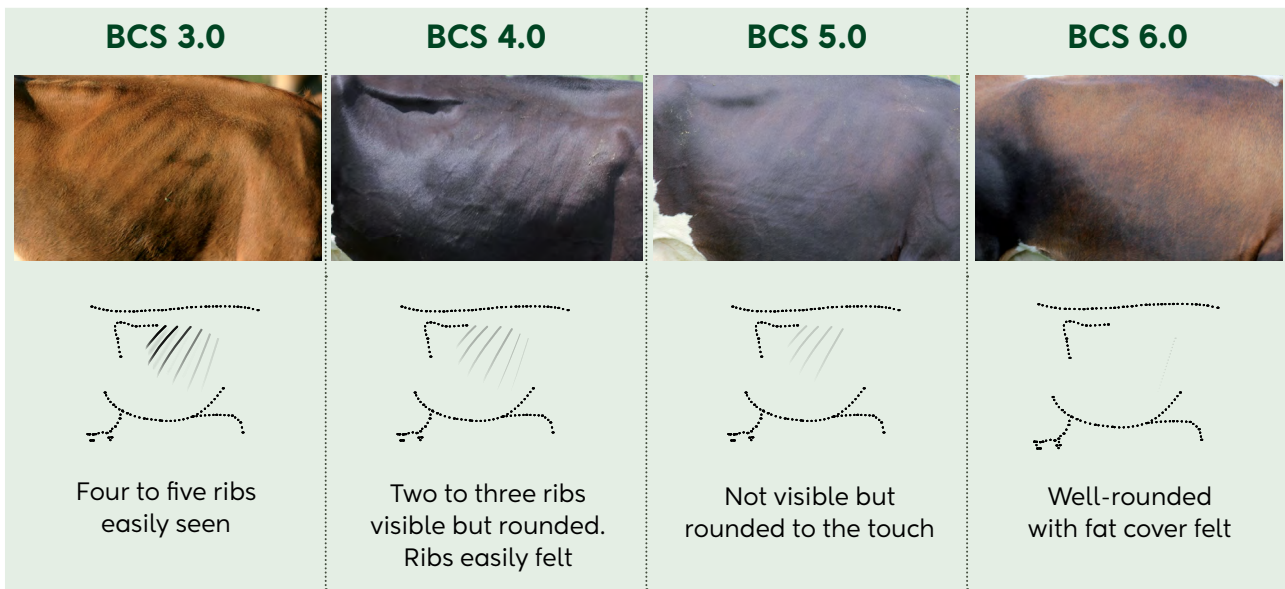 BCS 3.0
BCS 4.0
BCS 5.0
BCS 6.0
Four to five ribs
easily seen
Two to three ribs
visible but rounded.
Ribs easily felt
Not visible but
rounded to the touch
Well-rounded
with fat cover felt